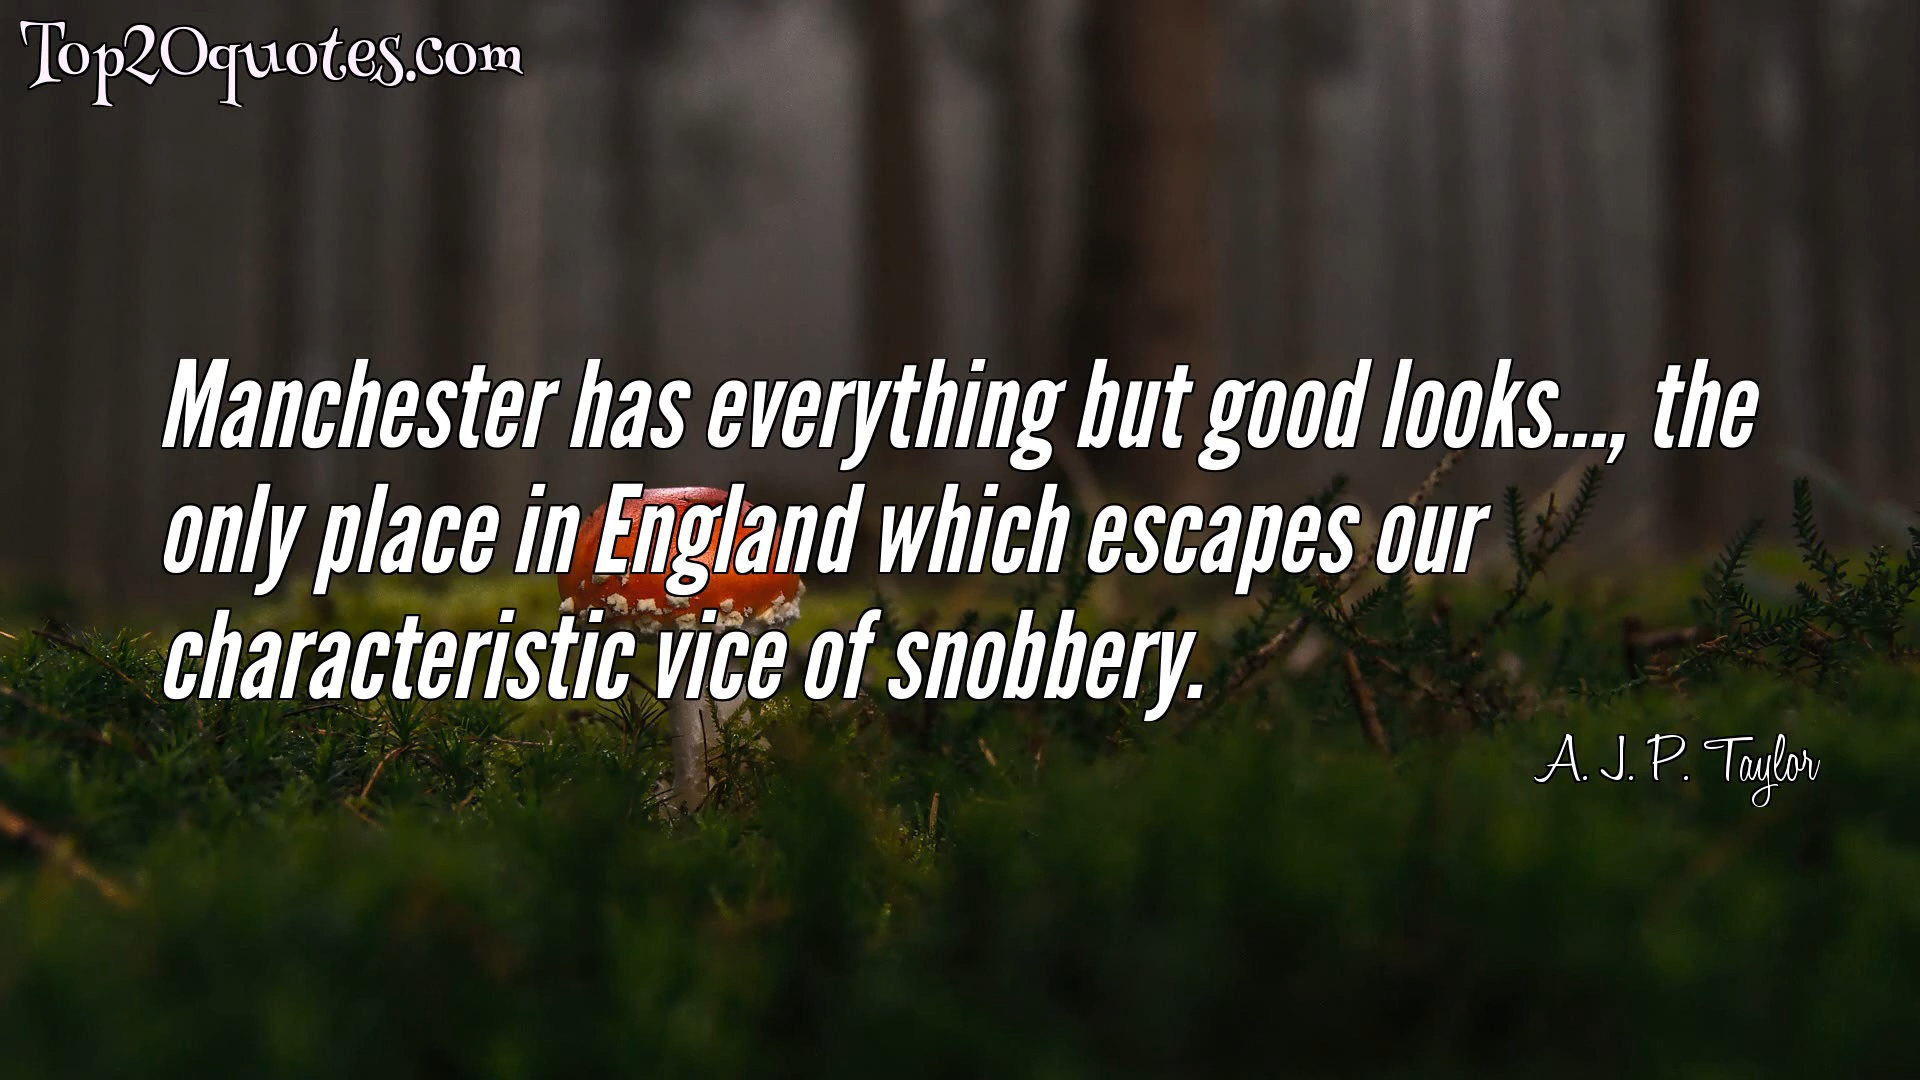 Top20quotes.com
Manchester has everything but good looks..., the
only place in England which escapes our
characteristic vice of snobbery.
A. J. P. Taylor